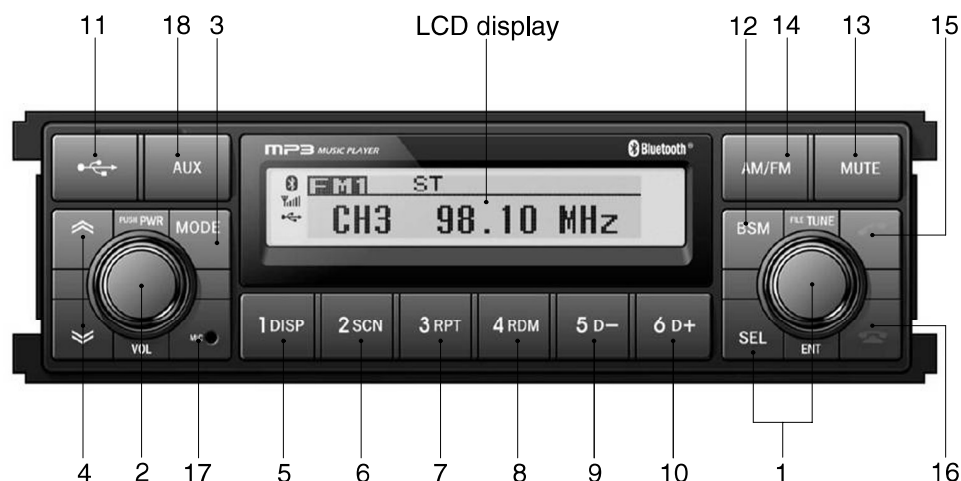 11 18 3 LCD display 12 14 13 15
AUX
MP3 MUSIC PLAYER
Bluetooth®
AM/FM
MUTE
FM1 ST
CH3 98.10 MHz
PUSH PWR
MODE
VOL
MIC
BSM
FILE TUNE
SEL
ENT
1 DISP
2 SCN
3 RPT
4 RDM
5 D−
6 D+
4 2 17 5 6 7 8 9 10 1 16